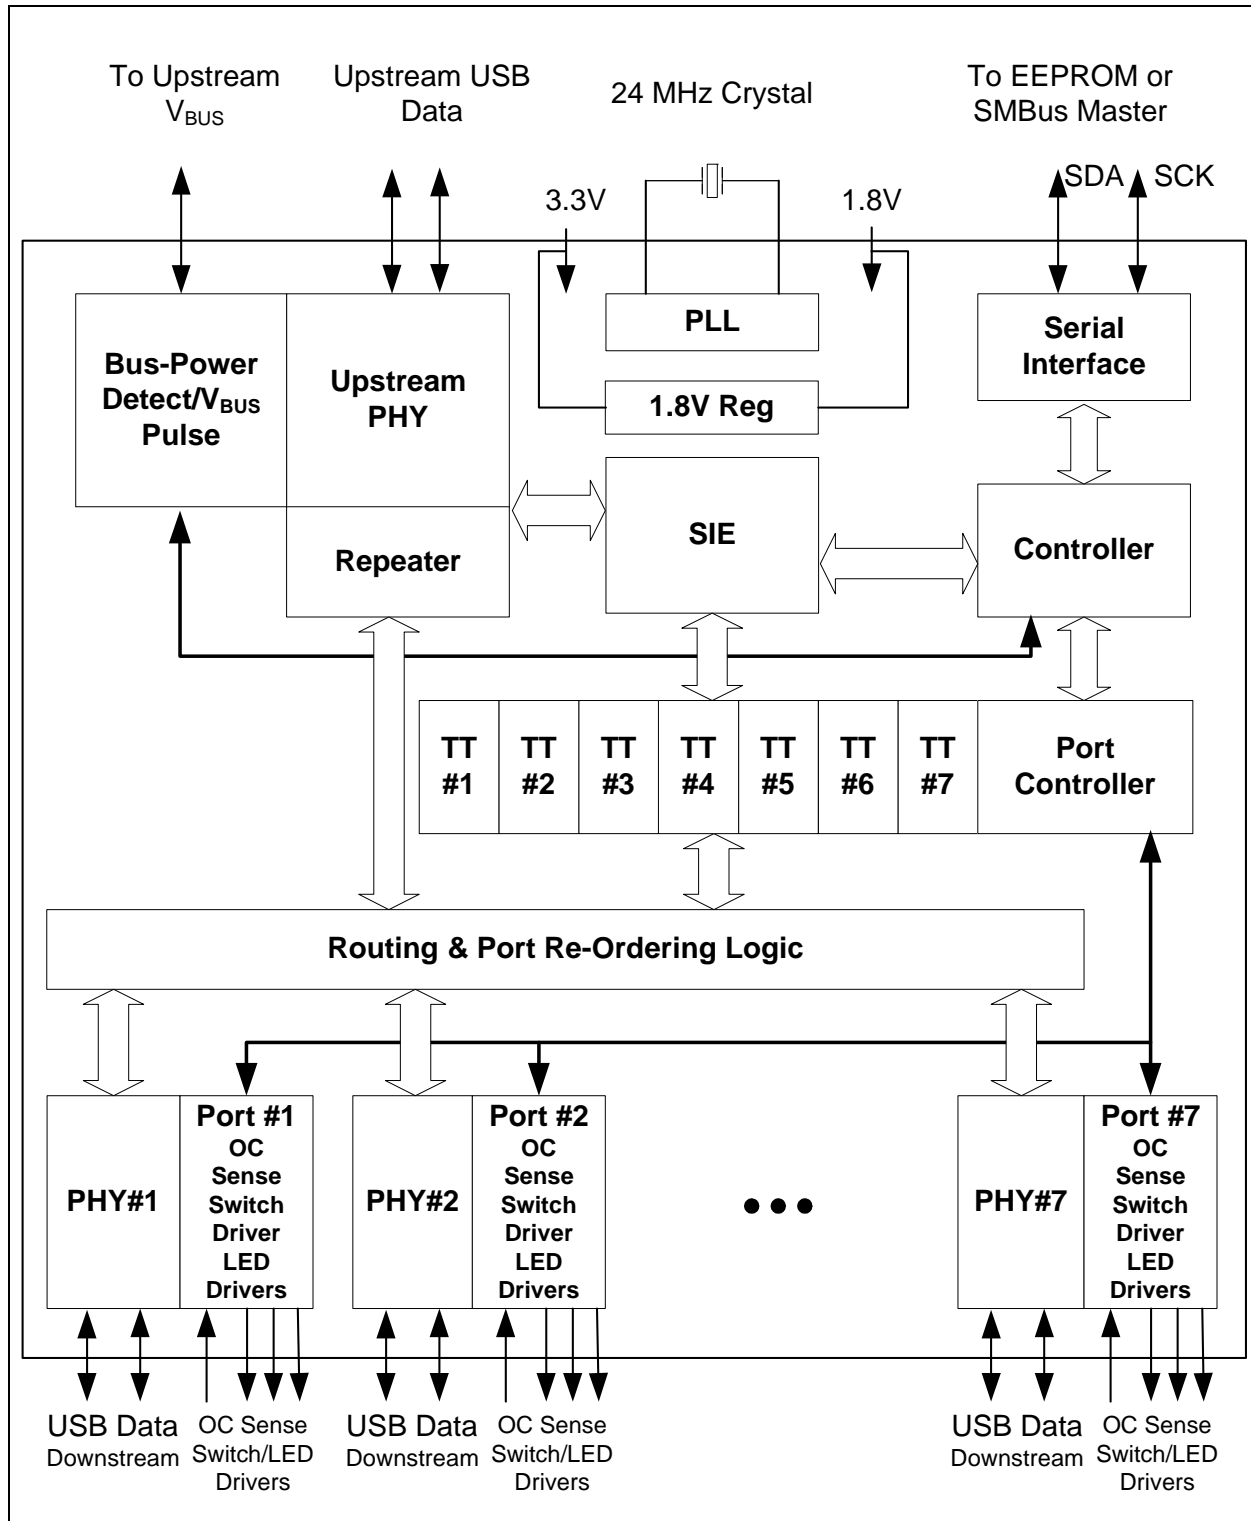 To Upstream
VBUS
Upstream USB
Data
24 MHz Crystal
To EEPROM or
SMBus Master
3.3V
1.8V
SDA
SCK
Bus-Power
Detect/VBUS
Pulse
Upstream
PHY
PLL
1.8V Reg
Serial
Interface
Repeater
SIE
Controller
TT
#1
TT
#2
TT
#3
TT
#4
TT
#5
TT
#6
TT
#7
Port
Controller
Routing & Port Re-Ordering Logic
PHY#1
Port #1
OC
Sense
Switch
Driver
LED
Drivers
PHY#2
Port #2
OC
Sense
Switch
Driver
LED
Drivers
PHY#7
Port #7
OC
Sense
Switch
Driver
LED
Drivers
USB Data
Downstream
OC Sense
Switch/LED
Drivers
USB Data
Downstream
OC Sense
Switch/LED
Drivers
USB Data
Downstream
OC Sense
Switch/LED
Drivers